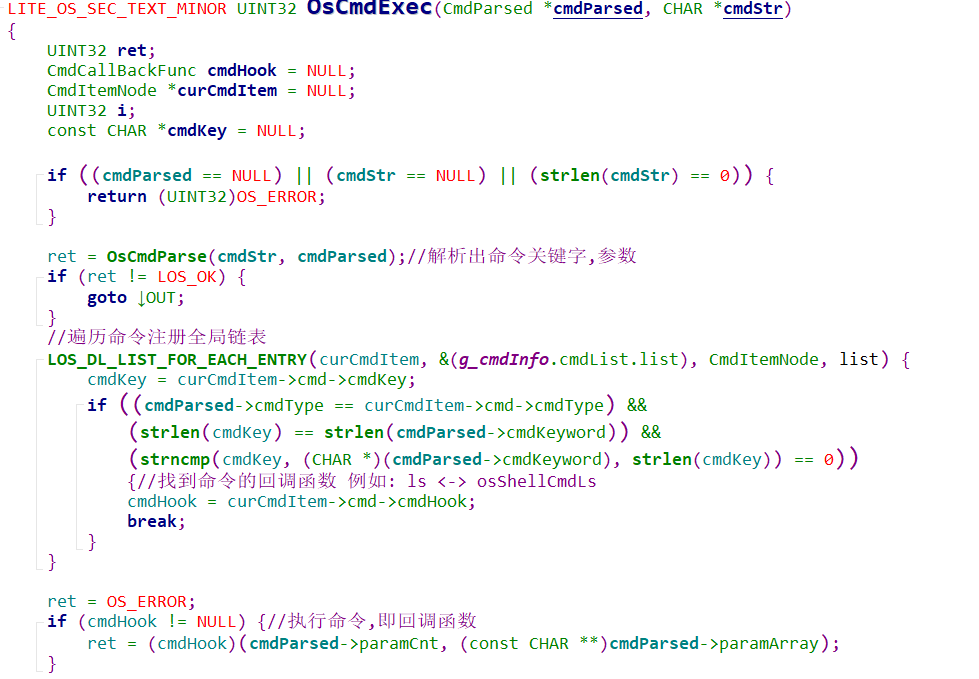 LITE_OS_SEC_TEXT_MINOR UINT32 OsCmdExec(CmdParsed *cmdParsed, CHAR *cmdStr)
{
    UINT32 ret;
    CmdCallBackFunc cmdHook = NULL;
    CmdItemNode *curCmdItem = NULL;
    UINT32 i;
    const CHAR *cmdKey = NULL;

    if ((cmdParsed == NULL) || (cmdStr == NULL) || (strlen(cmdStr) == 0)) {
        return (UINT32)OS_ERROR;
    }

    ret = OsCmdParse(cmdStr, cmdParsed);//解析出命令关键字,参数
    if (ret != LOS_OK) {
        goto ↓OUT;
    }
    //遍历命令注册全局链表
    LOS_DL_LIST_FOR_EACH_ENTRY(curCmdItem, &(g_cmdInfo.cmdList.list), CmdItemNode, list) {
        cmdKey = curCmdItem->cmd->cmdKey;
        if ((cmdParsed->cmdType == curCmdItem->cmd->cmdType) &&
            (strlen(cmdKey) == strlen(cmdParsed->cmdKeyword)) &&
            (strncmp(cmdKey, (CHAR *)(cmdParsed->cmdKeyword), strlen(cmdKey)) == 0))
            {//找到命令的回调函数 例如: ls <-> osShellCmdLs
            cmdHook = curCmdItem->cmd->cmdHook;
            break;
        }
    }

    ret = OS_ERROR;
    if (cmdHook != NULL) {//执行命令,即回调函数
        ret = (cmdHook)(cmdParsed->paramCnt, (const CHAR **)cmdParsed->paramArray);
    }